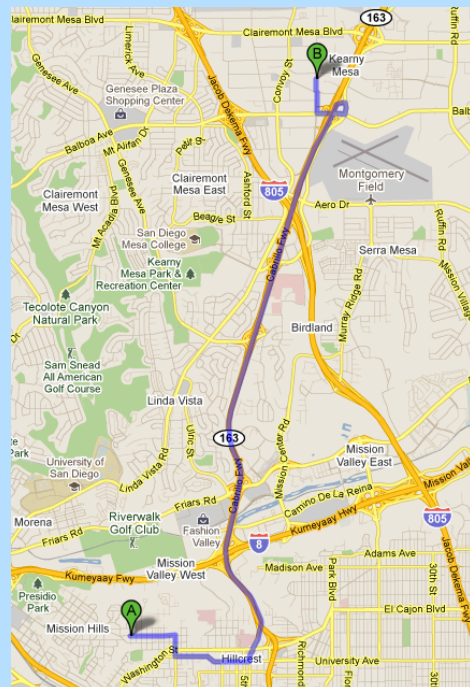 Clairemont Mesa Blvd
163
Clairemont Mesa Blvd
Limerick Ave
Convoy St
B
Kearny
Mesa
Genesee Ave
Genesee Plaza
Shopping Center
Jacob Dekema Fwy
Balboa Ave
Mt Alifan Dr
Genesee Ave
Clairemont
Mesa East
Ashford St
805
Montgomery
Field
Clairemont
Mesa West
Mt Acadia Blvd
Aero Dr
Ruffin Rd
San Diego
Mesa College
Cabrillo Fwy
Serra Mesa
Kearny
Mesa Park &
Recreation Center
Murray Ridge Rd
Tecolote Canyon
Natural Park
Birdland
Sam Snead
All American
Golf Course
Linda Vista
Ulric St
163
Mission Center Rd
Mission
Valley East
University of
San Diego
Linda Vista Rd
Cabrillo Fwy
Friars Rd
Camino De La Reina
Mission Valley
Morena
Riverwalk
Golf Club
Fashion
Valley
Kumeyaay Hwy
805
Friars Rd
8
Adams Ave
Jacob Dekema Fwy
Mission
Valley West
Kumeyaay Fwy
Madison Ave
Park Blvd
30th St
Presidio
Park
A
El Cajon Blvd
Mission Hills
Washington St
Hillcrest
University Ave
5th
Richmond
30th St